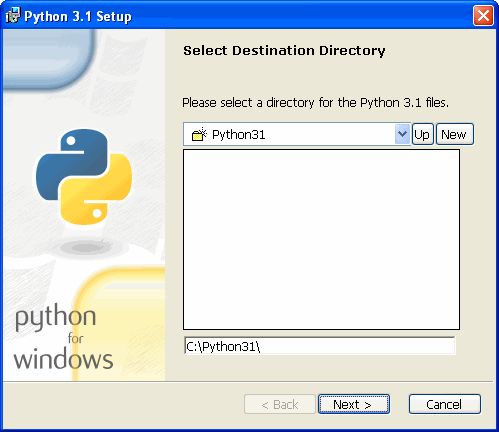 Python 3.1 Setup
Select Destination Directory
Please select a directory for the Python 3.1 files.
Python31
Up
New
C:\Python31\
python
for
windows
< Back
Next >
Cancel